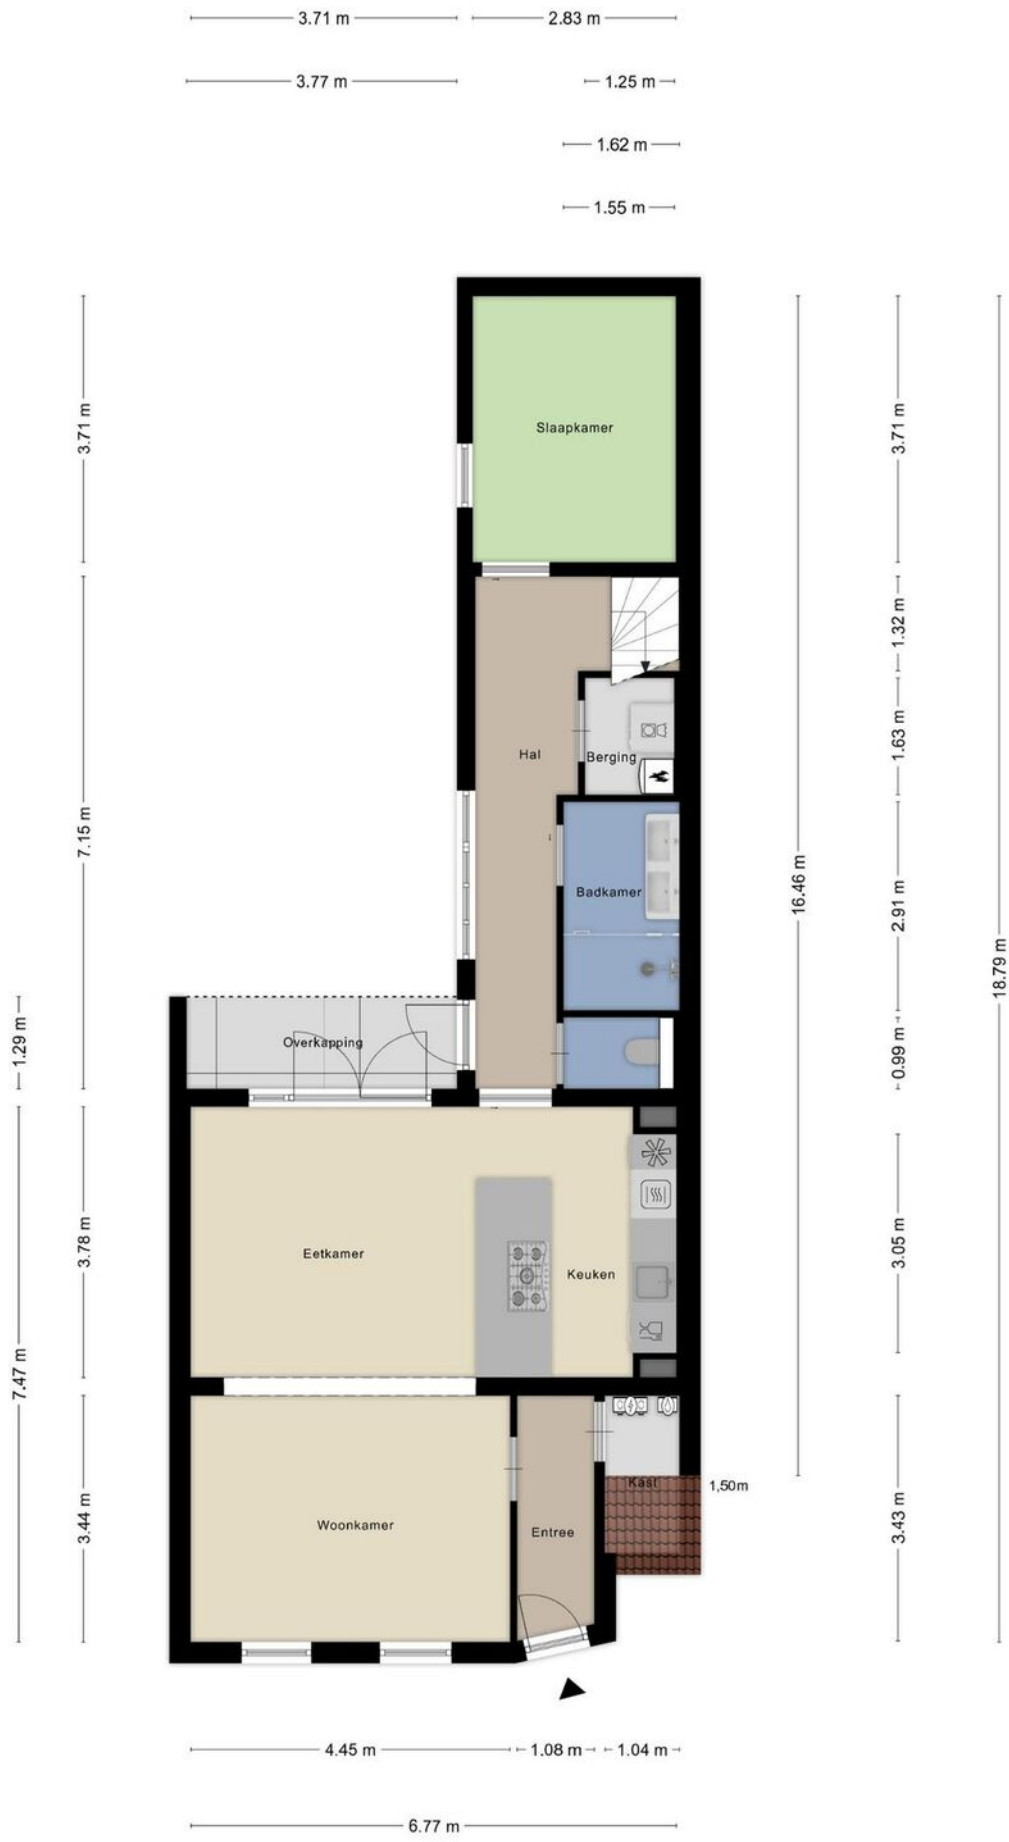 3.71 m 2.83 m
3.77 m 1.25 m
1.62 m
1.55 m
3.71 m
3.71 m
Slaapkamer
1.32 m
1.63 m
Hal
Berging
7.15 m
16.46 m
2.91 m
Badkamer
18.79 m
1.29 m
Overkapping
0.99 m
3.78 m
Eetkamer
Keuken
3.05 m
7.47 m
Kast
1,50m
3.44 m
Woonkamer
Entree
3.43 m
4.45 m 1.08 m 1.04 m
6.77 m